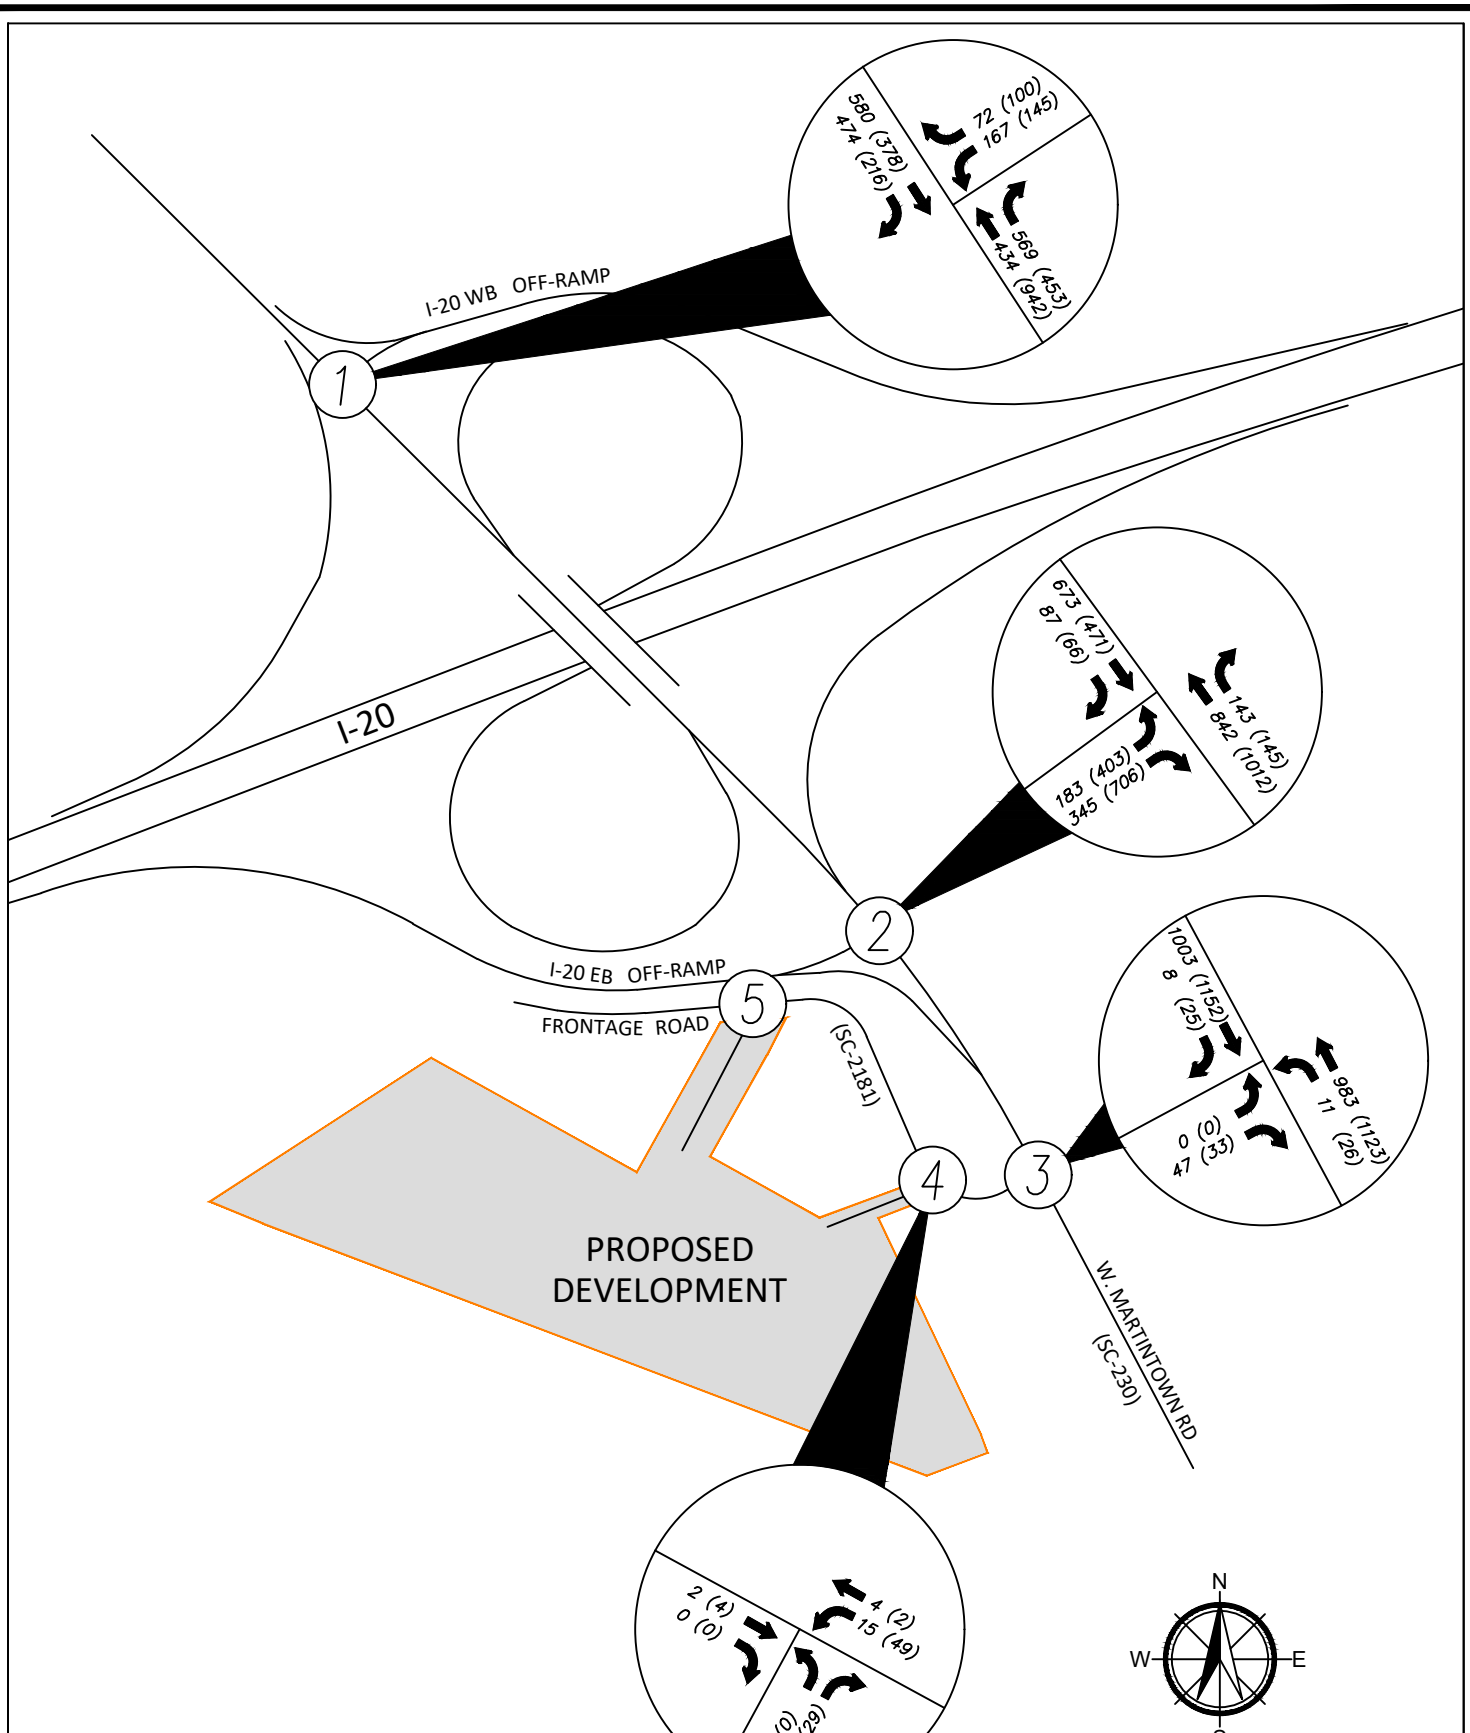 72 (100)
167 (145)
580 (378)
474 (216)
569 (453)
434 (942)
I-20 WB OFF-RAMP
1
673 (471)
87 (66)
143 (145)
842 (1012)
183 (403)
345 (706)
I-20
2
1003 (1152)
8 (25)
983 (1123)
11 (26)
0 (0)
47 (33)
I-20 EB OFF-RAMP
5
FRONTAGE ROAD
(SC-2181)
4
3
PROPOSED
DEVELOPMENT
W. MARTINTOWN RD
(SC-230)
2 (4)
0 (0)
4 (2)
15 (49)
N
W
E